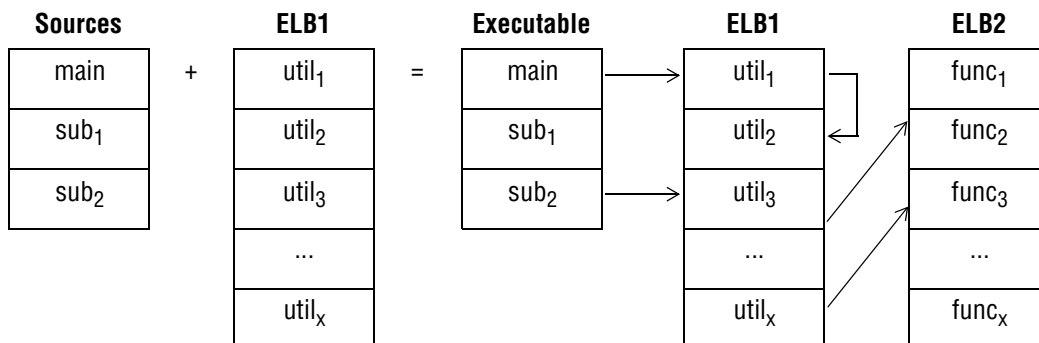 Sources ELB1 Executable ELB1 ELB2
main + util₁ = main util₁ func₁
sub₁ util₂ sub₁ util₂ func₂
sub₂ util₃ sub₂ util₃ func₃
... ... ...
utilₓ utilₓ funcₓ